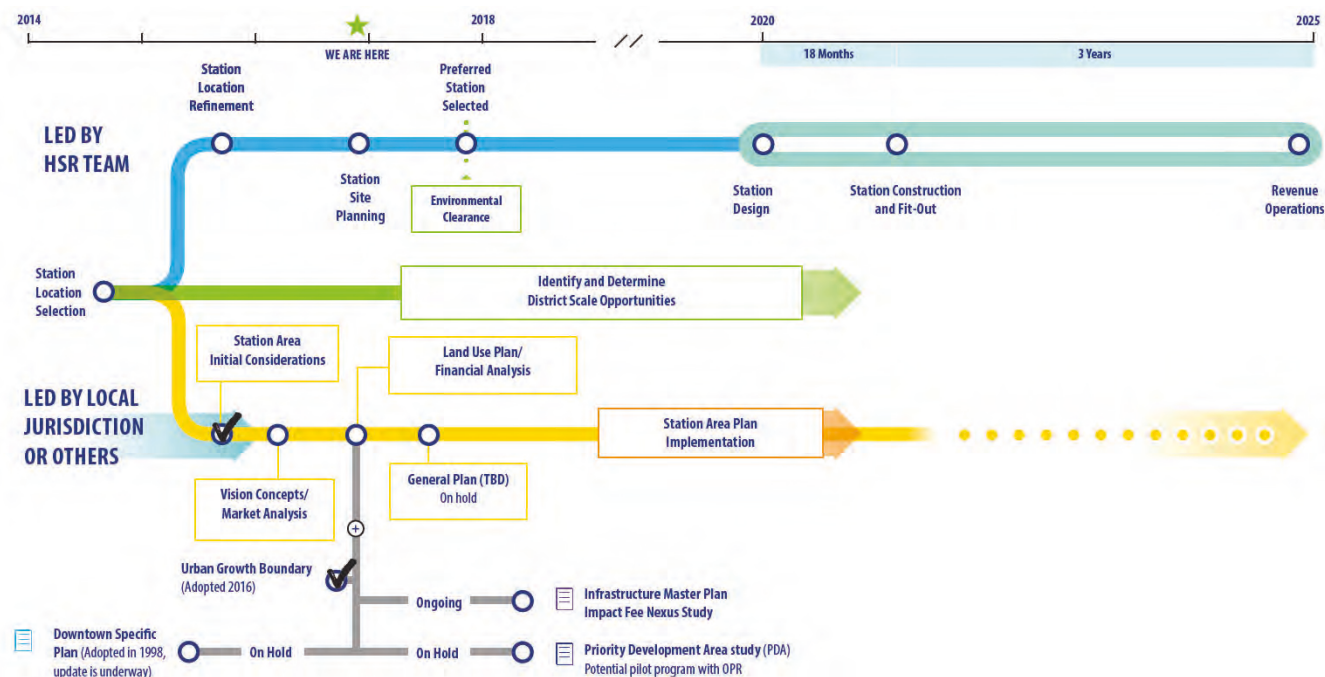 2014
2018
2020
2025
WE ARE HERE
18 Months
3 Years
Station
Location
Refinement
Preferred
Station
Selected
LED BY
HSR TEAM
Station
Site
Planning
Environmental
Clearance
Station
Design
Station Construction
and Fit-Out
Revenue
Operations
Station
Location
Selection
Identify and Determine
District Scale Opportunities
Station Area
Initial Considerations
Land Use Plan/
Financial Analysis
LED BY LOCAL
JURISDICTION
OR OTHERS
Station Area Plan
Implementation
Vision Concepts/
Market Analysis
General Plan (TBD)
On hold
+
Urban Growth Boundary
(Adopted 2016)
Ongoing
Infrastructure Master Plan
Impact Fee Nexus Study
Downtown Specific
Plan (Adopted in 1998,
update is underway)
On Hold
On Hold
Priority Development Area study (PDA)
Potential pilot program with OPR